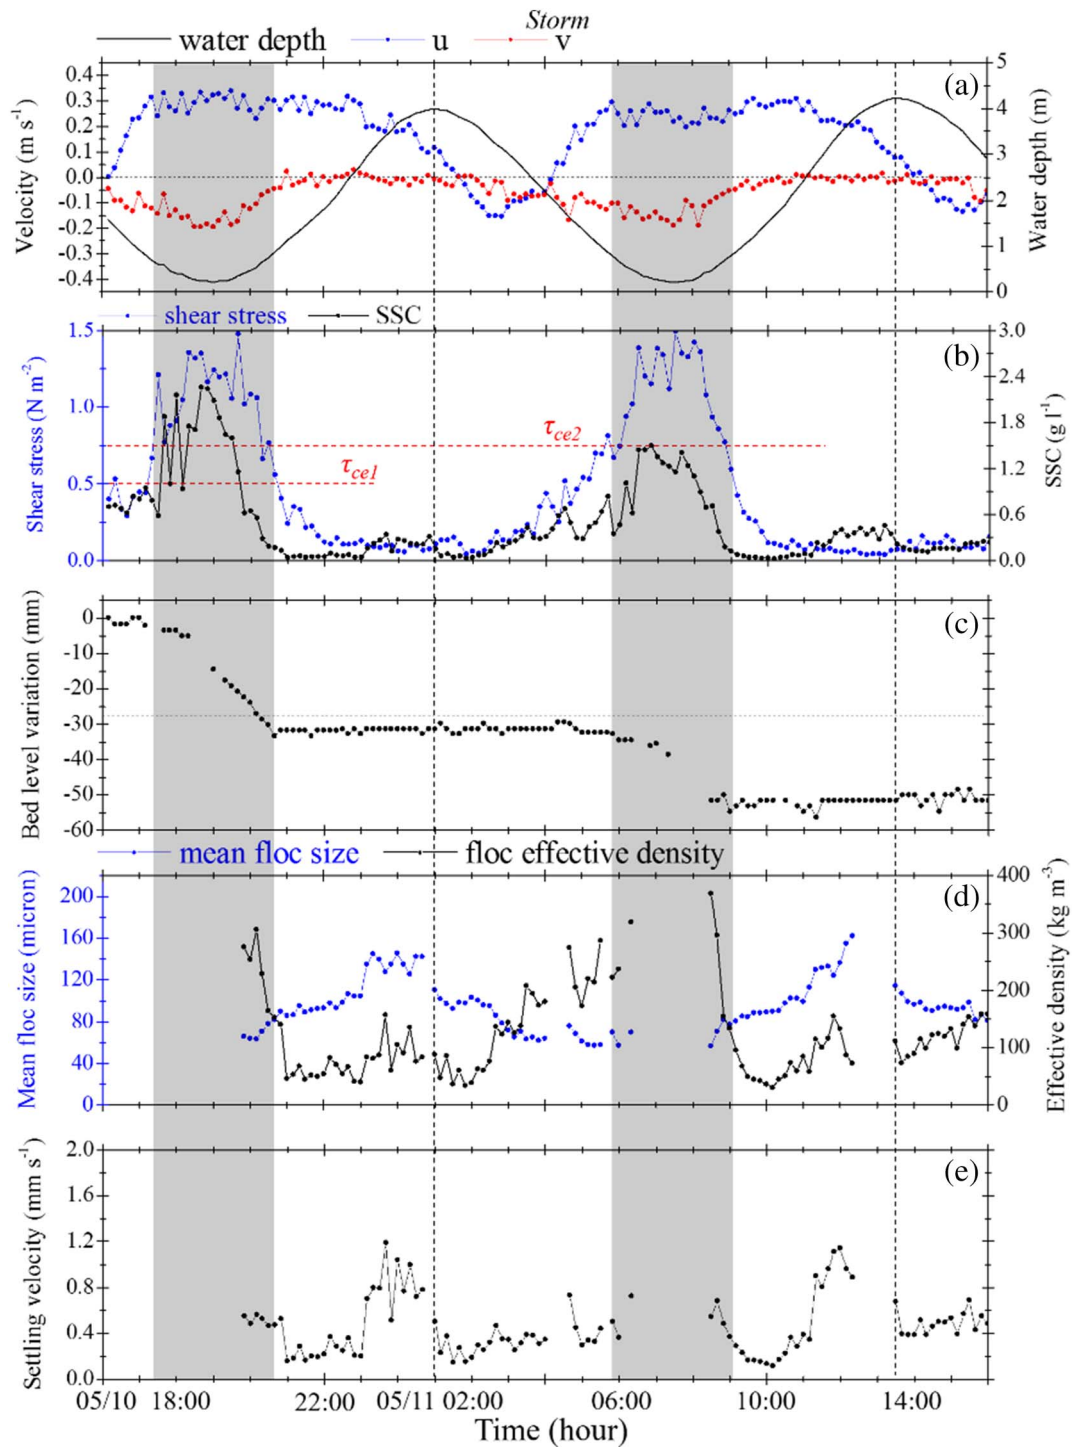 Storm
water depth u v
(a)
Velocity (m s-1)
0.4
0.3
0.2
0.1
0.0
-0.1
-0.2
-0.3
-0.4
5
4
3
2
1
0
Water depth (m)
shear stress SSC
(b)
Shear stress (N m-2)
1.5
1.0
0.5
0.0
τce2
τce1
3.0
2.4
1.8
1.2
0.6
0.0
SSC (g l-1)
(c)
Bed level variation (mm)
0
-10
-20
-30
-40
-50
-60
mean floc size floc effective density
(d)
Mean floc size (micron)
200
160
120
80
40
0
400
300
200
100
0
Effective density (kg m-3)
(e)
Settling velocity (mm s-1)
2.0
1.6
1.2
0.8
0.4
0.0
05/10 18:00 22:00 05/11 02:00 06:00 10:00 14:00
Time (hour)